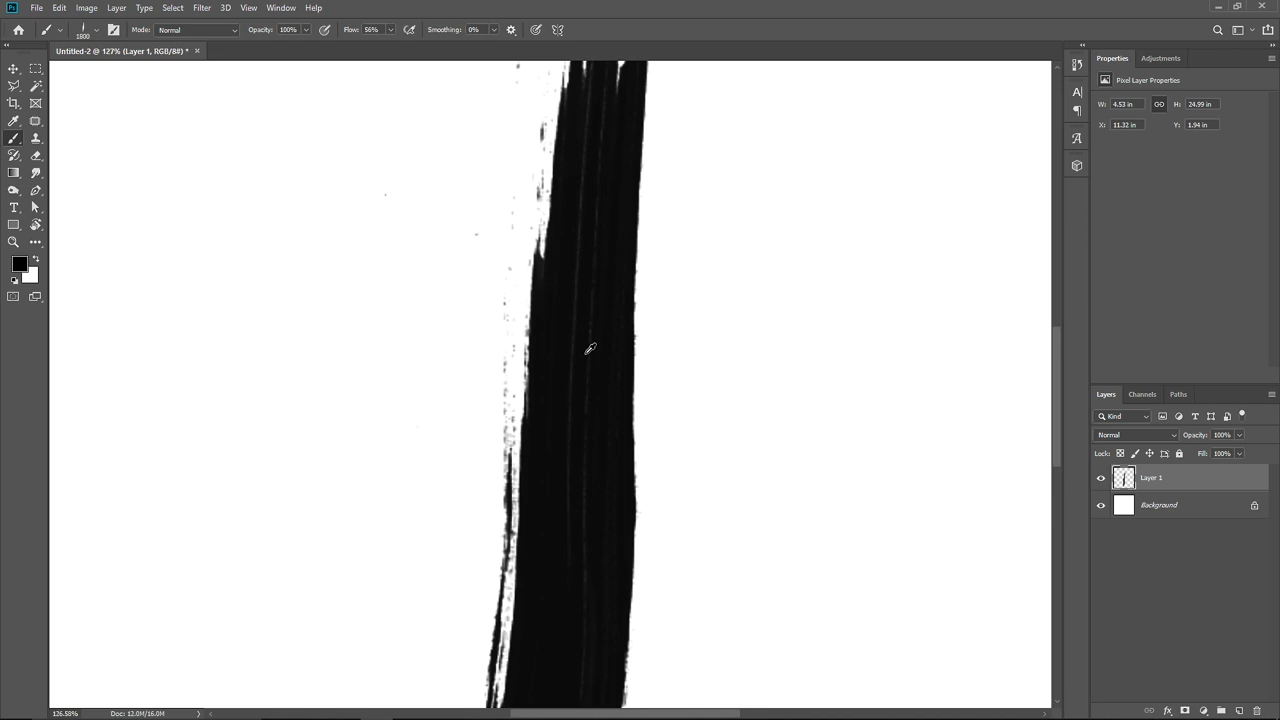 Ps File Edit Image Layer Type Select Filter 3D View Window Help
1800 Mode: Normal Opacity: 100% Flow: 56% Smoothing: 0%
Untitled-2 @ 127% (Layer 1, RGB/8#) * ×
Properties Adjustments
Pixel Layer Properties
W: 4.53 in H: 24.99 in
X: 11.32 in Y: 1.94 in
Layers Channels Paths
Kind
Normal Opacity: 100%
Lock: Fill: 100%
Layer 1
Background
126.58% Doc: 12.0M/16.0M